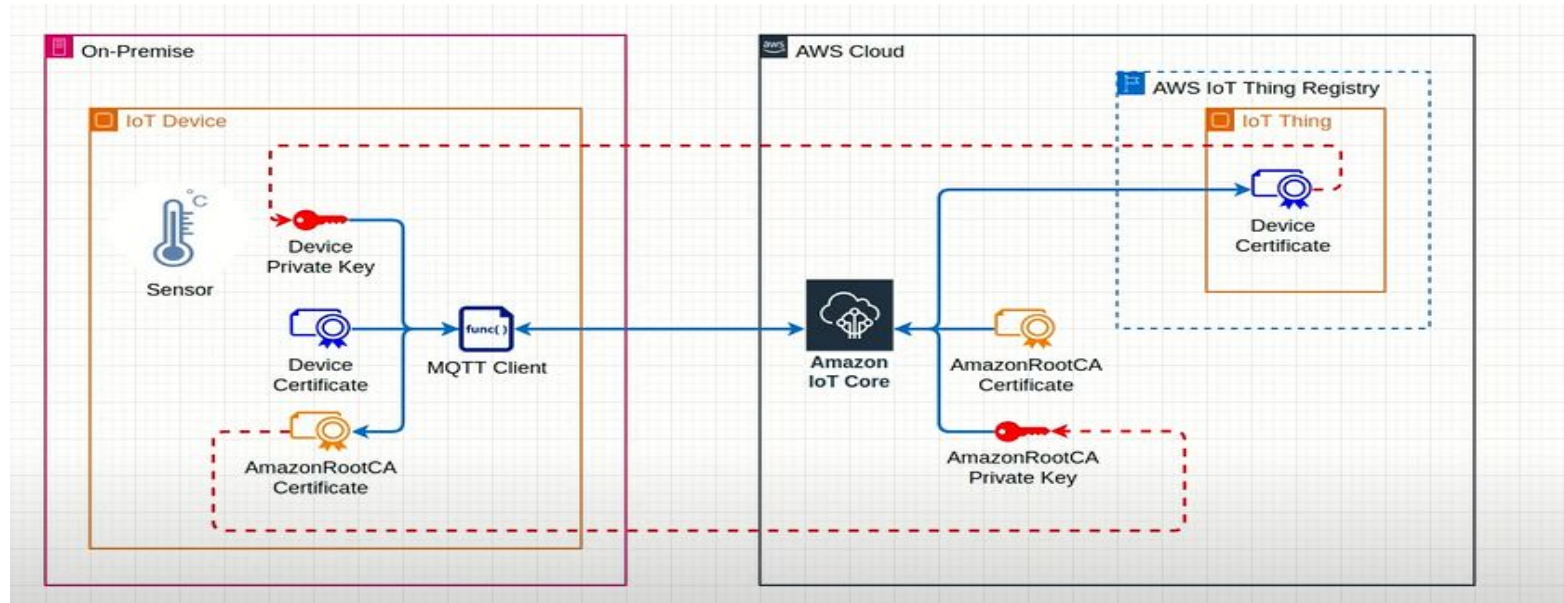 On-Premise
IoT Device
°C
Sensor
Device
Private Key
Device
Certificate
func()
MQTT Client
AmazonRootCA
Certificate
aws
AWS Cloud
AWS IoT Thing Registry
IoT Thing
Device
Certificate
Amazon
IoT Core
AmazonRootCA
Certificate
AmazonRootCA
Private Key